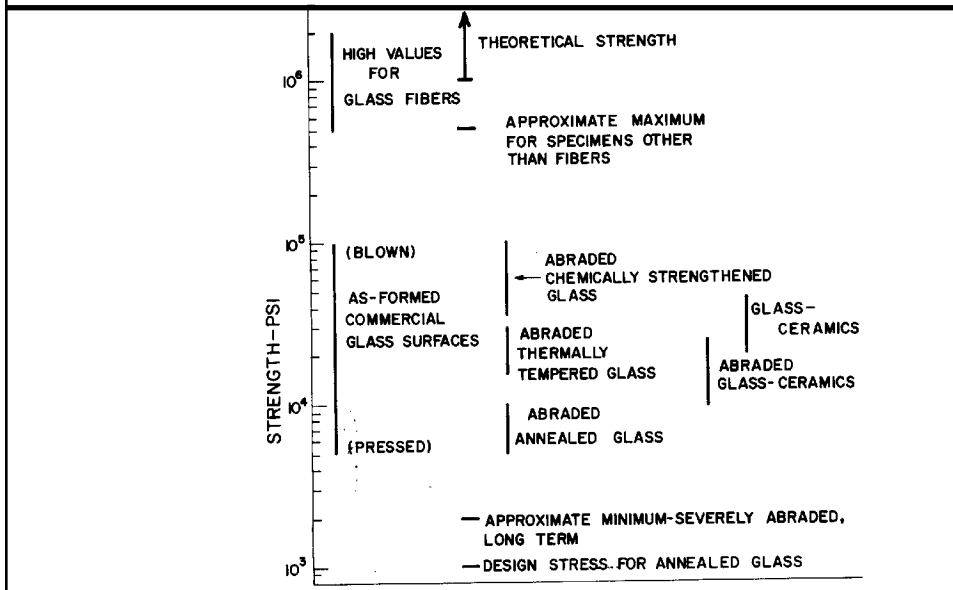 THEORETICAL STRENGTH
HIGH VALUES
FOR
GLASS FIBERS
10⁶
APPROXIMATE MAXIMUM
FOR SPECIMENS OTHER
THAN FIBERS
10⁵
(BLOWN)
AS-FORMED
COMMERCIAL
GLASS SURFACES
(PRESSED)
ABRADED
CHEMICALLY STRENGTHENED
GLASS
ABRADED
THERMALLY
TEMPERED GLASS
ABRADED
ANNEALED GLASS
GLASS-
CERAMICS
ABRADED
GLASS-CERAMICS
10⁴
STRENGTH-PSI
APPROXIMATE MINIMUM-SEVERELY ABRADED,
LONG TERM
DESIGN STRESS FOR ANNEALED GLASS
10³